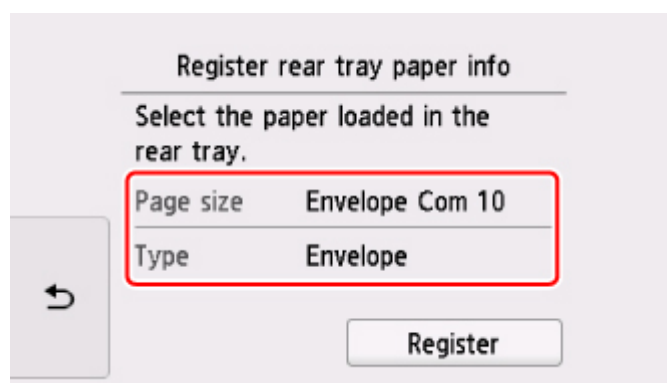 Register rear tray paper info
Select the paper loaded in the
rear tray.
Page size Envelope Com 10
Type Envelope
Register